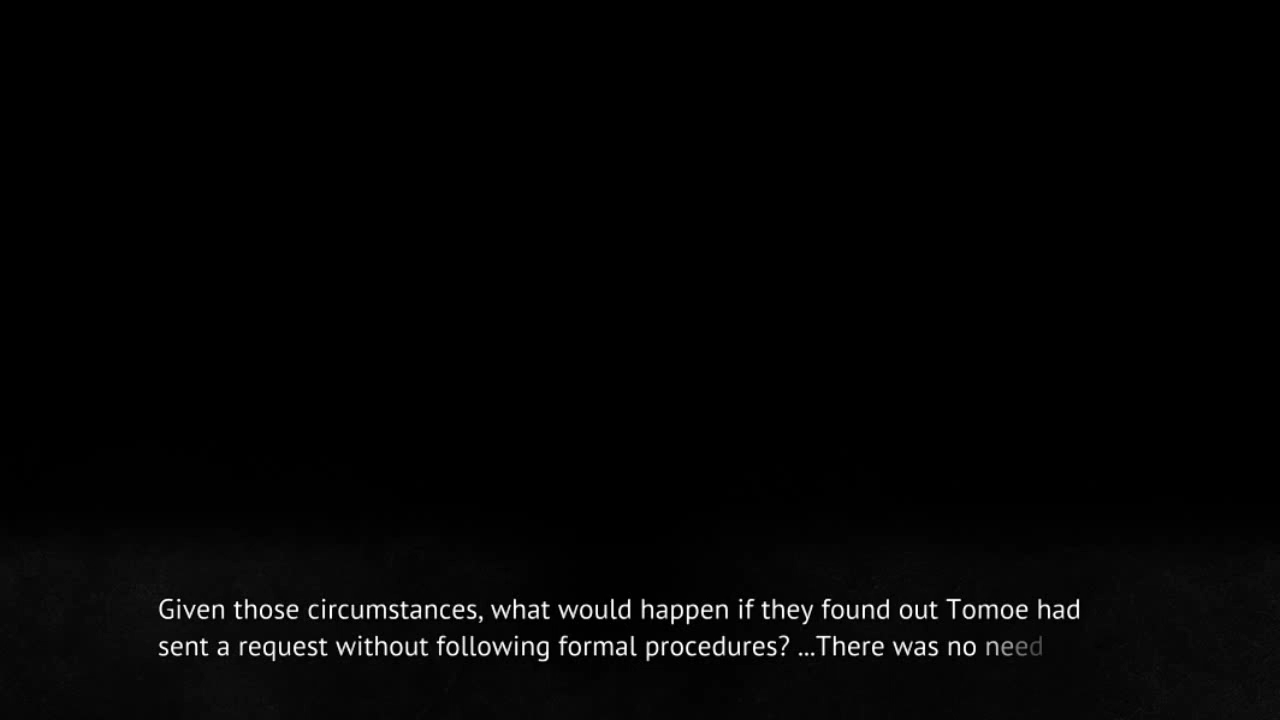 Given those circumstances, what would happen if they found out Tomoe had
sent a request without following formal procedures? ...There was no need